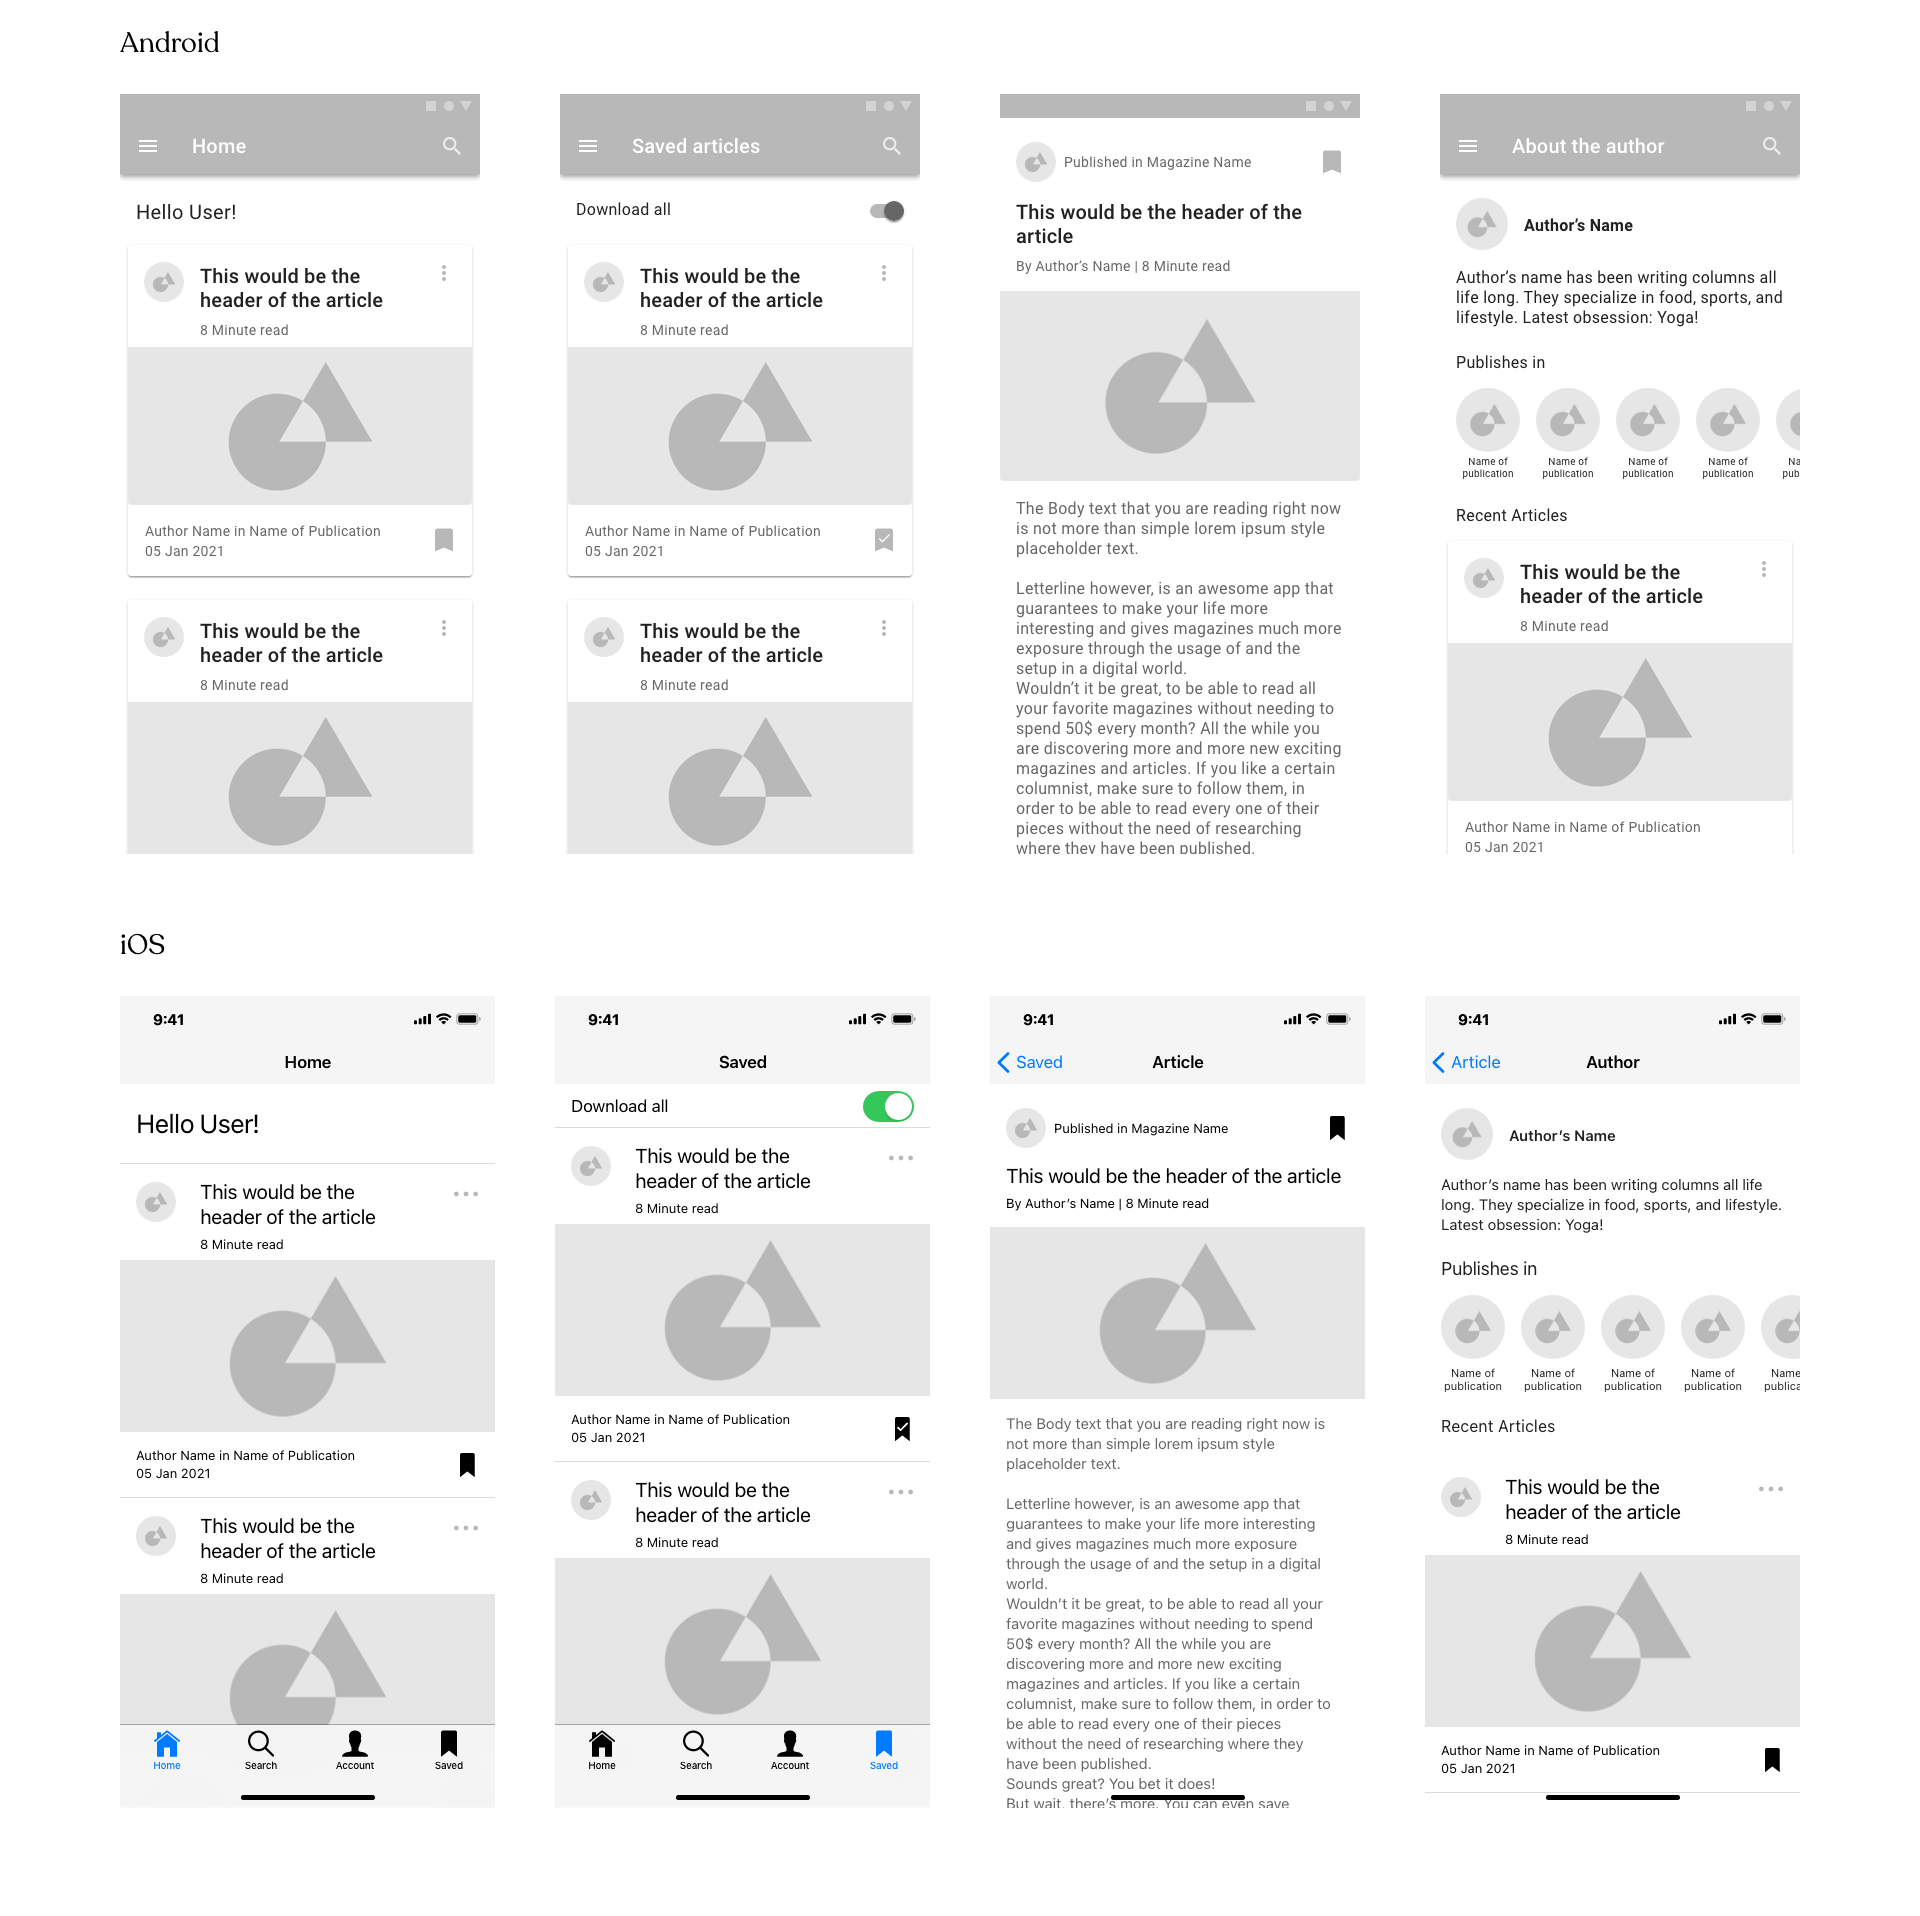 Android
Home
Hello User!
This would be the
header of the article
8 Minute read
Author Name in Name of Publication
05 Jan 2021
This would be the
header of the article
8 Minute read
Saved articles
Download all
This would be the
header of the article
8 Minute read
Author Name in Name of Publication
05 Jan 2021
This would be the
header of the article
8 Minute read
Published in Magazine Name
This would be the header of the
article
By Author's Name | 8 Minute read
The Body text that you are reading right now
is not more than simple lorem ipsum style
placeholder text.
Letterline however, is an awesome app that
guarantees to make your life more
interesting and gives magazines much more
exposure through the usage of and the
setup in a digital world.
Wouldn't it be great, to be able to read all
your favorite magazines without needing to
spend 50$ every month? All the while you
are discovering more and more new exciting
magazines and articles. If you like a certain
columnist, make sure to follow them, in
order to be able to read every one of their
pieces without the need of researching
where they have been published.
About the author
Author's Name
Author's name has been writing columns all
life long. They specialize in food, sports, and
lifestyle. Latest obsession: Yoga!
Publishes in
Name of
publication
Name of
publication
Name of
publication
Name of
publication
Na
pub
Recent Articles
This would be the
header of the article
8 Minute read
Author Name in Name of Publication
05 Jan 2021
iOS
9:41
Home
Hello User!
This would be the
header of the article
8 Minute read
Author Name in Name of Publication
05 Jan 2021
This would be the
header of the article
8 Minute read
Home
Search
Account
Saved
9:41
Saved
Download all
This would be the
header of the article
8 Minute read
Author Name in Name of Publication
05 Jan 2021
This would be the
header of the article
8 Minute read
Home
Search
Account
Saved
9:41
Saved
Article
Published in Magazine Name
This would be the header of the article
By Author's Name | 8 Minute read
The Body text that you are reading right now is
not more than simple lorem ipsum style
placeholder text.
Letterline however, is an awesome app that
guarantees to make your life more interesting
and gives magazines much more exposure
through the usage of and the setup in a digital
world.
Wouldn't it be great, to be able to read all your
favorite magazines without needing to spend
50$ every month? All the while you are
discovering more and more new exciting
magazines and articles. If you like a certain
columnist, make sure to follow them, in order to
be able to read every one of their pieces
without the need of researching where they
have been published.
Sounds great? You bet it does!
But wait, there's more. You can even save
9:41
Article
Author
Author's Name
Author's name has been writing columns all life
long. They specialize in food, sports, and lifestyle.
Latest obsession: Yoga!
Publishes in
Name of
publication
Name of
publication
Name of
publication
Name of
publication
Name
publica
Recent Articles
This would be the
header of the article
8 Minute read
Author Name in Name of Publication
05 Jan 2021